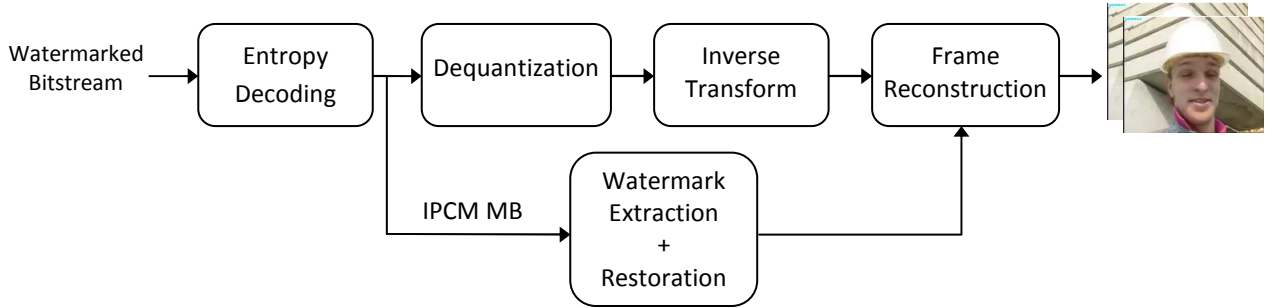 Watermarked
Bitstream
Entropy
Decoding
Dequantization
Inverse
Transform
Frame
Reconstruction
IPCM MB
Watermark
Extraction
+
Restoration